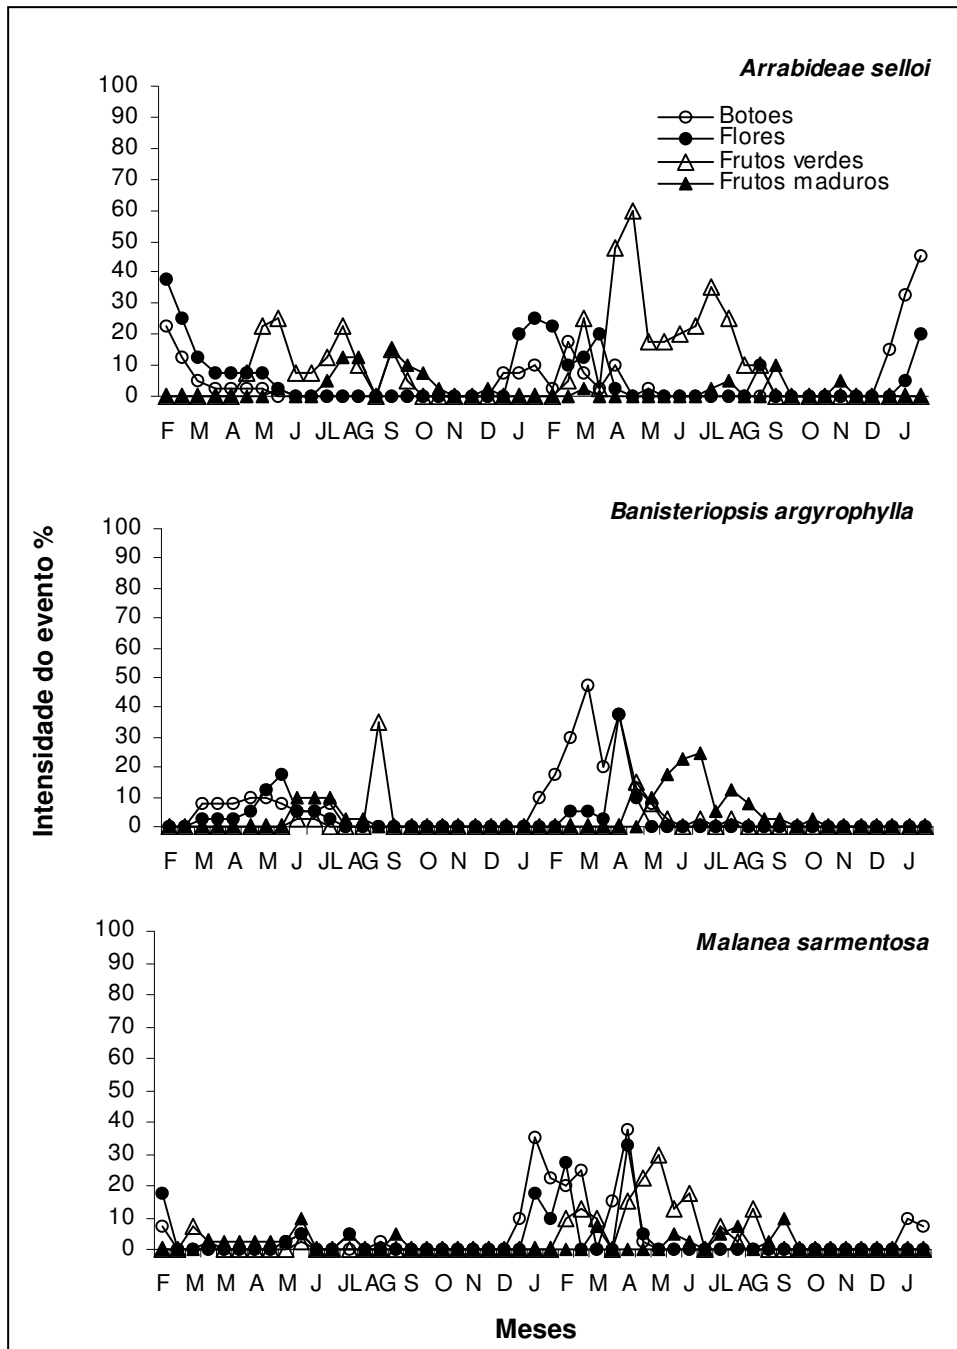 Arrabideae selloi
100
90
80
70
60
50
40
30
20
10
0
Botoes
Flores
Frutos verdes
Frutos maduros
F M A M J JL AG S O N D J F M A M J JL AG S O N D J
Intensidade do evento %
Banisteriopsis argyrophylla
100
90
80
70
60
50
40
30
20
10
0
F M A M J JL AG S O N D J F M A M J JL AG S O N D J
Malanea sarmentosa
100
90
80
70
60
50
40
30
20
10
0
F M A M J JL AG S O N D J F M A M J JL AG S O N D J
Meses